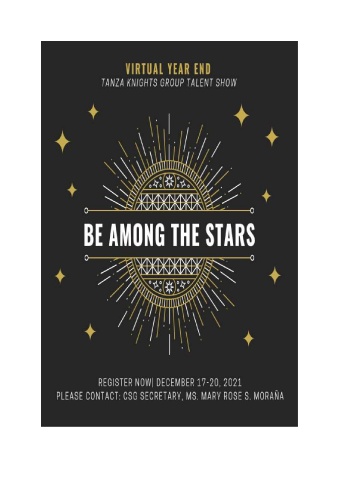 VIRTUAL YEAR END
TANZA KNIGHTS GROUP TALENT SHOW
BE AMONG THE STARS
REGISTER NOW| DECEMBER 17-20, 2021
PLEASE CONTACT: CSG SECRETARY, MS. MARY ROSE S. MORAÑA